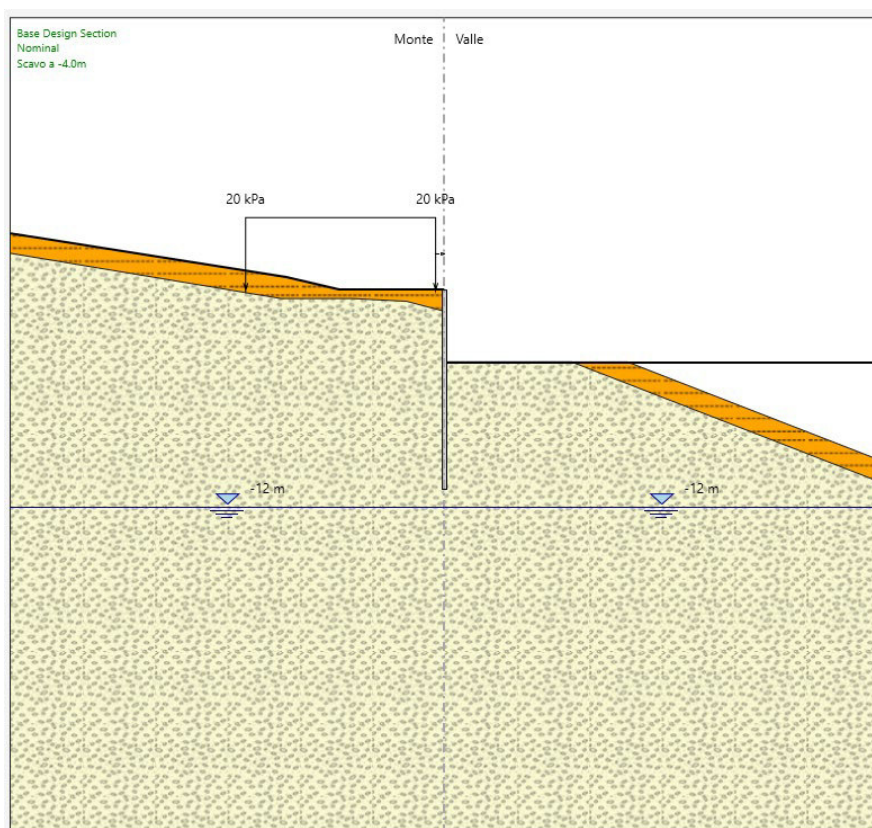 Base Design Section
Nominal
Scavo a -4.0m
Monte
Valle
20 kPa
20 kPa
-12 m
-12 m